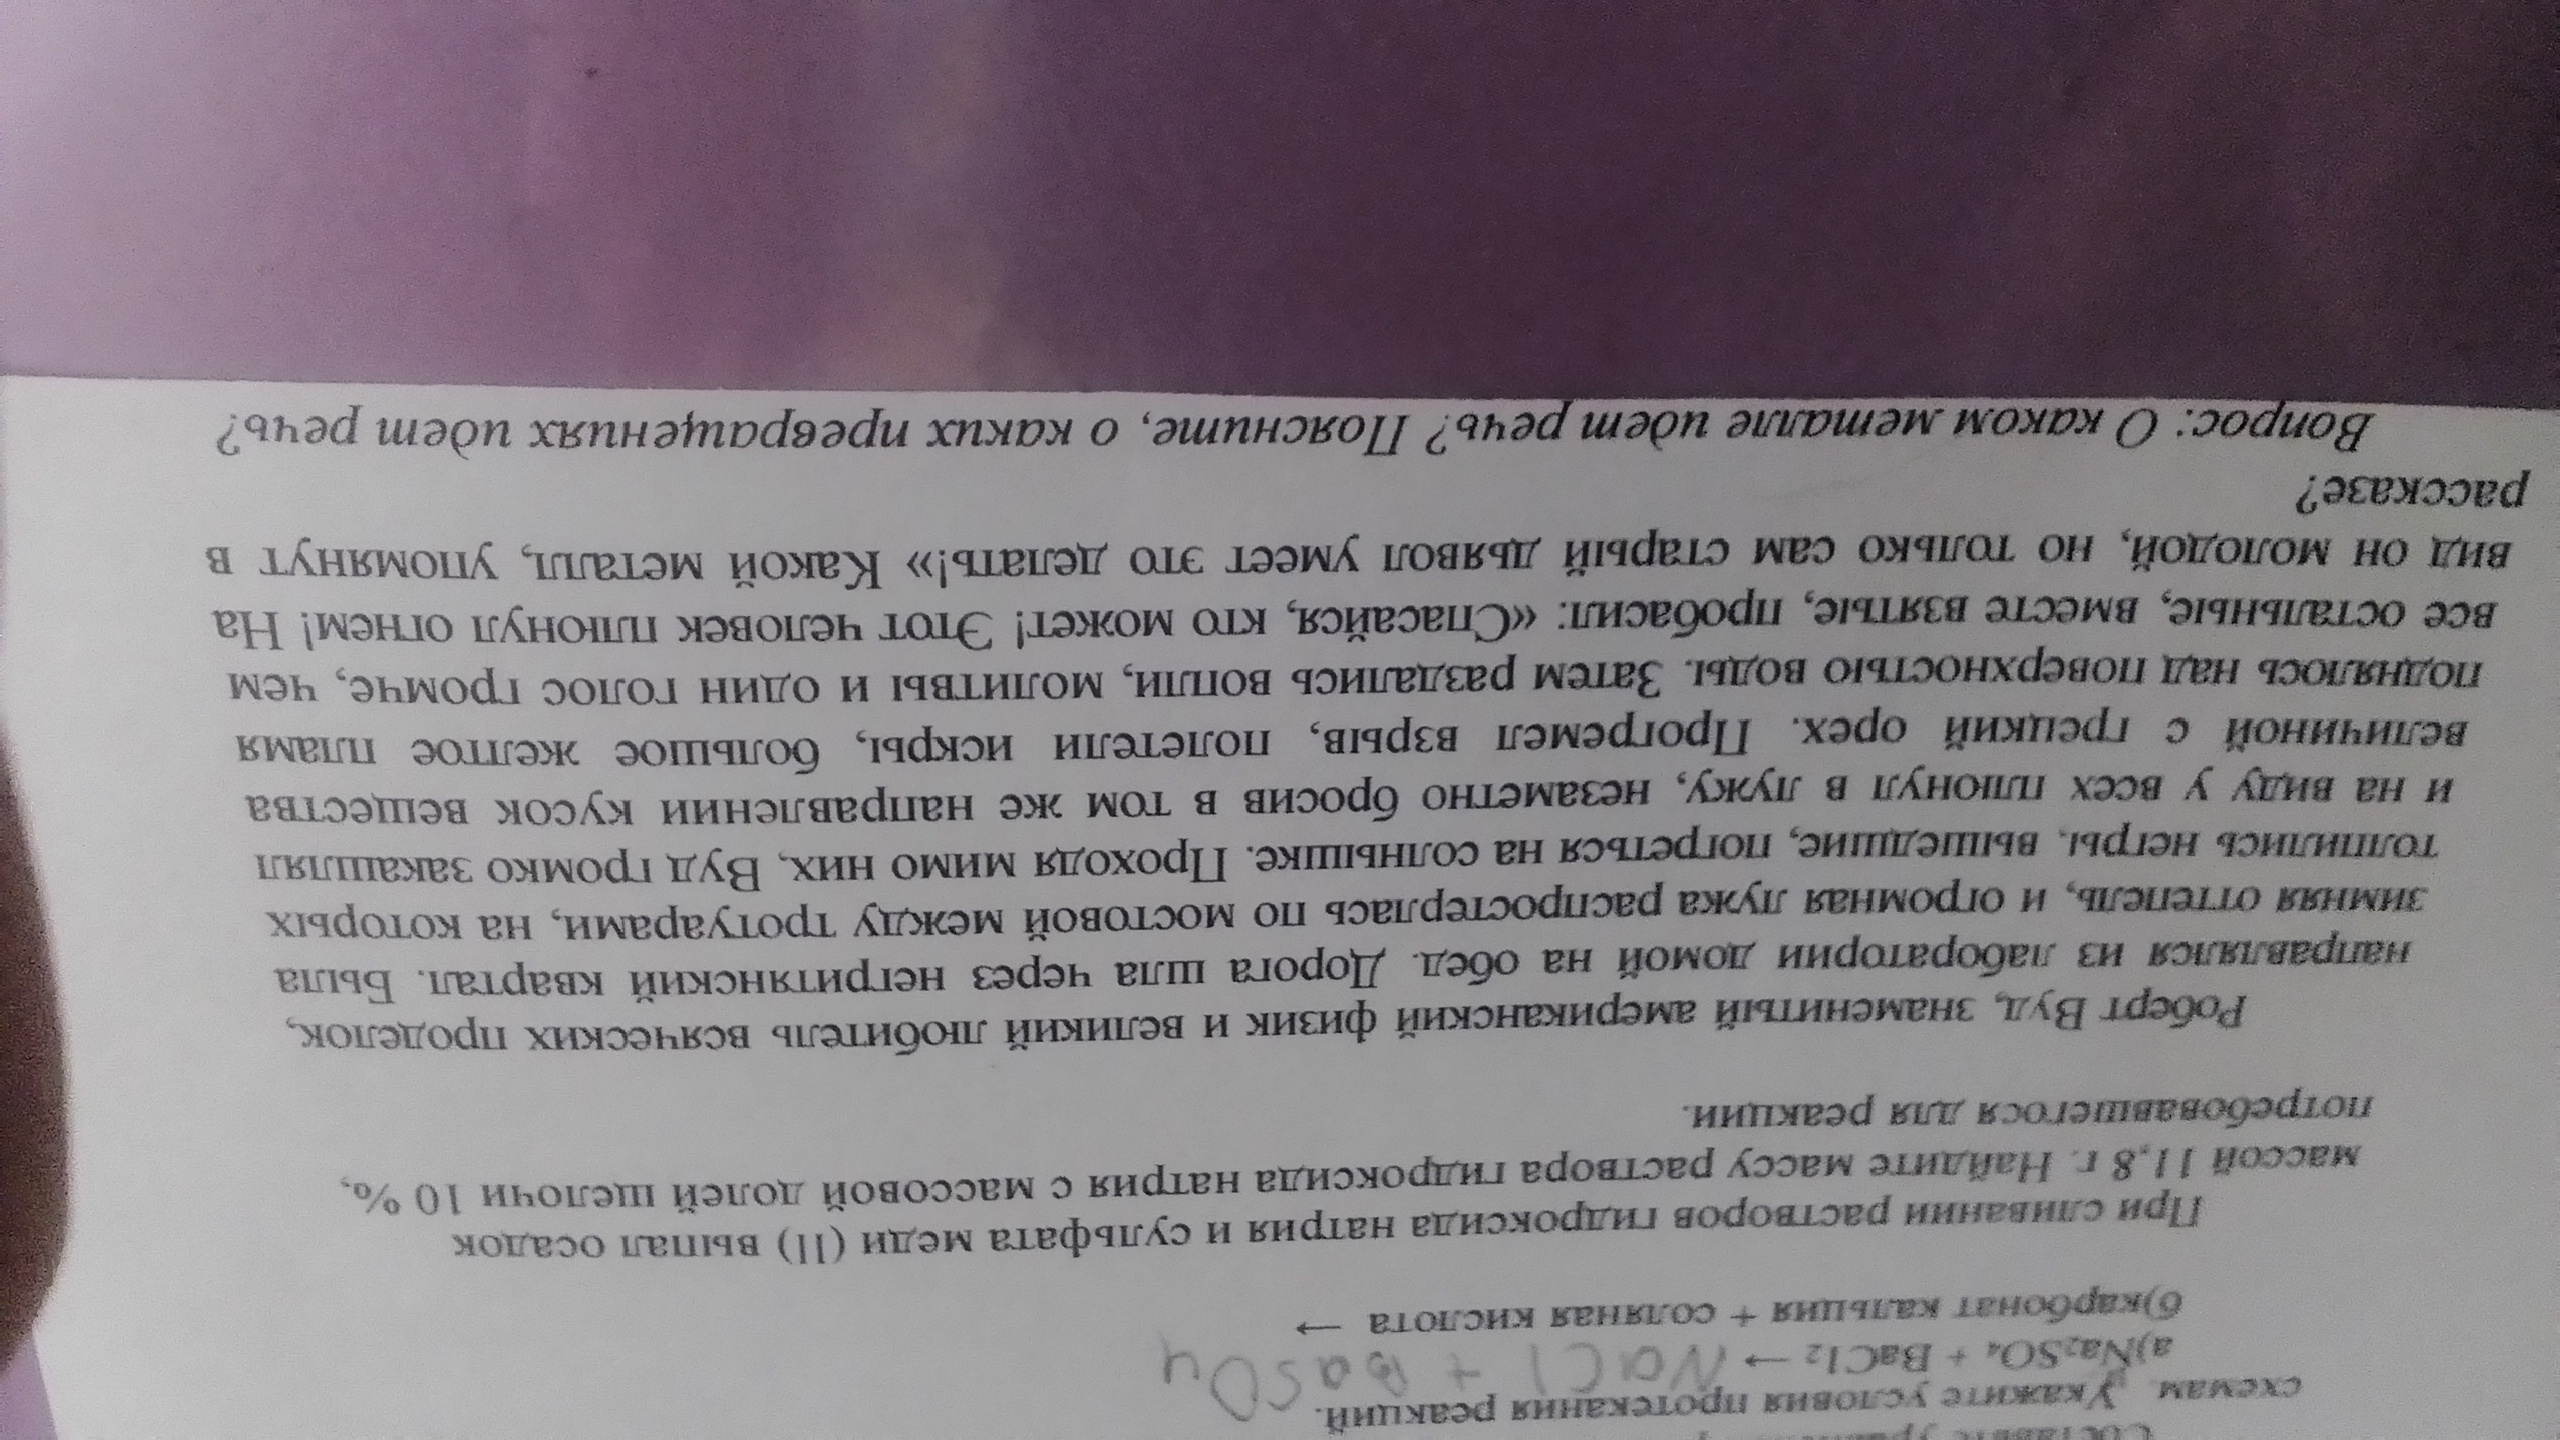 схемам. Укажите условия протекания реакций.
а)Na₂SO₄ + BaCl₂ → NaCl + BaSO4
б)карбонат кальция + соляная кислота →
При сливании растворов гидроксида натрия и сульфата меди (II) выпал осадок
массой 11,8 г. Найдите массу раствора гидроксида натрия с массовой долей щелочи 10 %,
потребовавшегося для реакции.
Роберт Вуд, знаменитый американский физик и великий любитель всяческих проделок,
направлялся из лаборатории домой на обед. Дорога шла через негритянский квартал. Была
зимняя оттепель, и огромная лужа распростерлась по мостовой между тротуарами, на которых
толпились негры, вышедшие, погреться на солнышке. Проходя мимо них, Вуд громко закашлял
и на виду у всех плюнул в лужу, незаметно бросив в том же направлении кусок вещества
величиной с грецкий орех. Прогремел взрыв, полетели искры, большое желтое пламя
поднялось над поверхностью воды. Затем раздались вопли, молитвы и один голос громче, чем
все остальные, вместе взятые, пробасил: «Спасайся, кто может! Этот человек плюнул огнем! На
вид он молодой, но только сам старый дьявол умеет это делать!» Какой металл, упомянут в
рассказе?
Вопрос: О каком металле идет речь? Поясните, о каких превращениях идет речь?